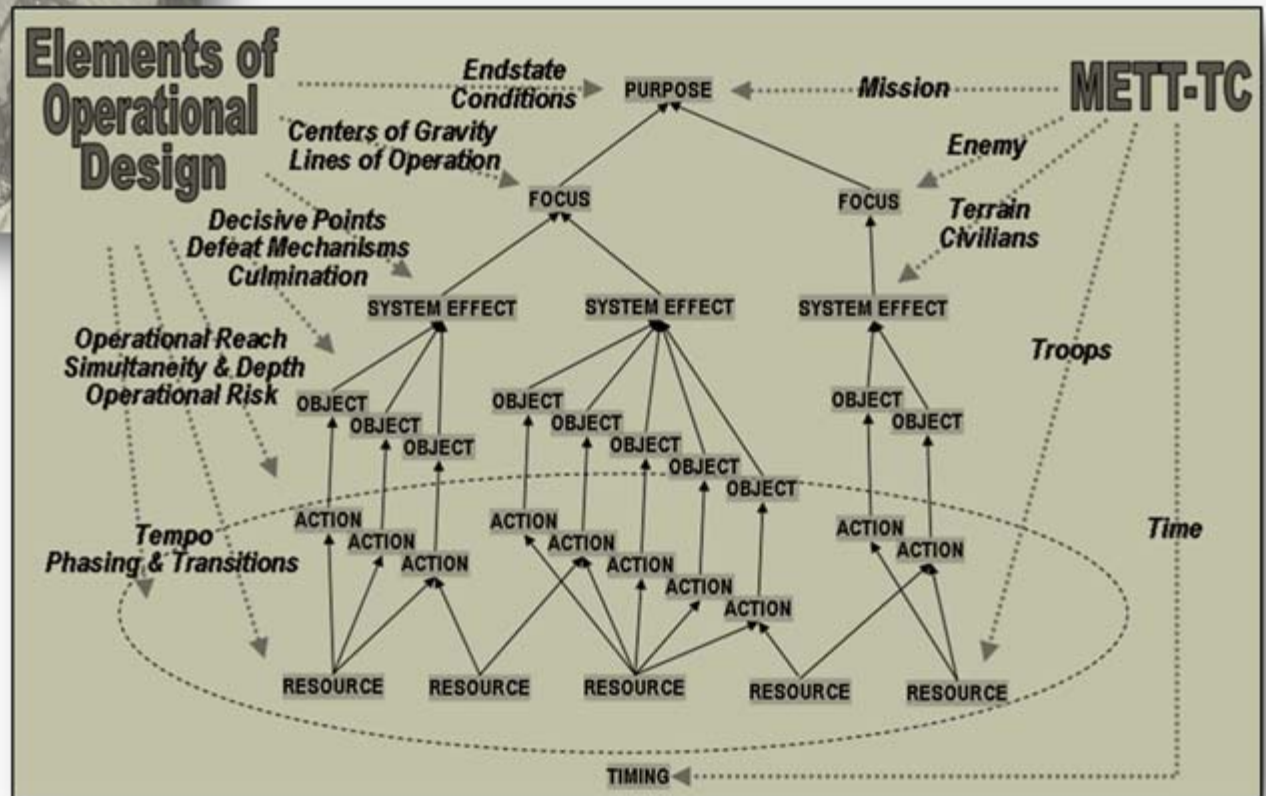 Elements of
Operational
Design
METT-TC
Endstate
Conditions
PURPOSE
Mission
Centers of Gravity
Lines of Operation
Enemy
FOCUS
FOCUS
Decisive Points
Defeat Mechanisms
Culmination
Terrain
Civilians
SYSTEM EFFECT
SYSTEM EFFECT
SYSTEM EFFECT
Operational Reach
Simultaneity & Depth
Operational Risk
Troops
OBJECT
OBJECT
OBJECT
OBJECT
OBJECT
OBJECT
OBJECT
OBJECT
OBJECT
OBJECT
ACTION
ACTION
ACTION
ACTION
ACTION
ACTION
ACTION
ACTION
ACTION
ACTION
Tempo
Phasing & Transitions
Time
RESOURCE
RESOURCE
RESOURCE
RESOURCE
RESOURCE
TIMING